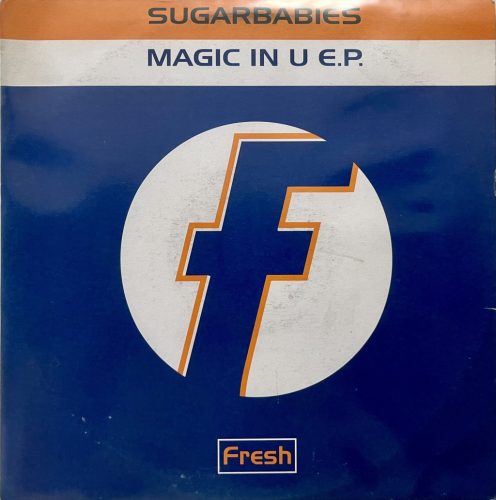 SUGARBABIES
MAGIC IN U E.P.
f
Fresh